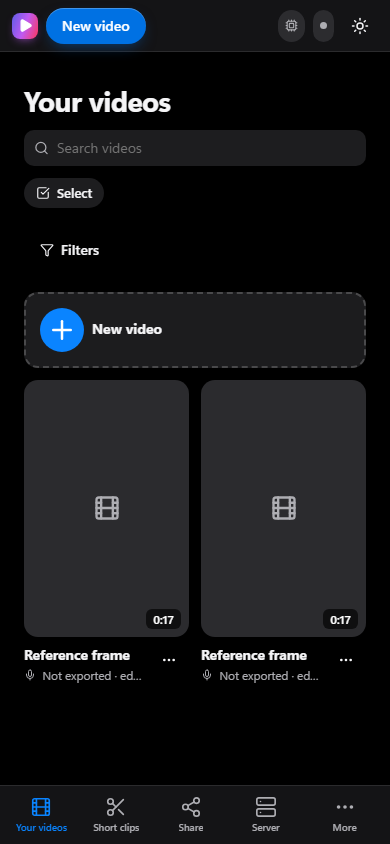 New video
Your videos
Search videos
Select
Filters
New video
0:17
0:17
Reference frame
Reference frame
Not exported · ed...
Not exported · ed...
Your videos
Short clips
Share
Server
More